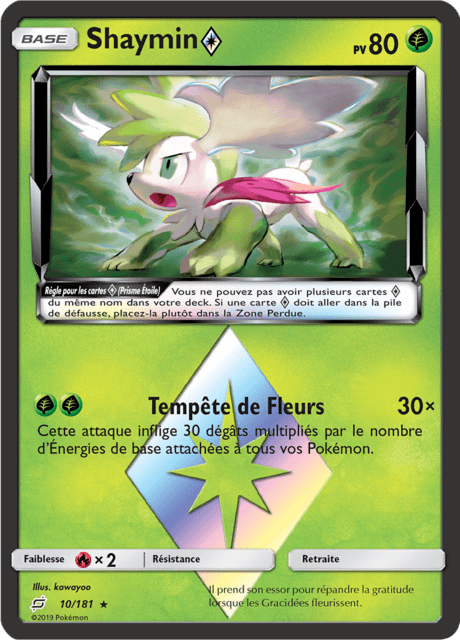 BASE Shaymin PV 80
Règle pour les cartes (Prisme Étoile) Vous ne pouvez pas avoir plusieurs cartes
du même nom dans votre deck. Si une carte doit aller dans la pile
de défausse, placez-la plutôt dans la Zone Perdue.
Tempête de Fleurs 30×
Cette attaque inflige 30 dégâts multipliés par le nombre
d'Énergies de base attachées à tous vos Pokémon.
Faiblesse × 2 Résistance Retraite
Illus. kawayoo
Il prend son essor pour répandre la gratitude
10/181 ★ lorsque les Gracidées fleurissent.
©2019 Pokémon